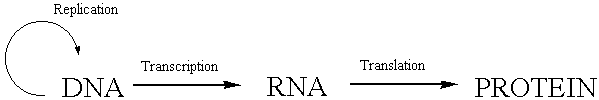 Replication
Transcription
Translation
DNA
RNA
PROTEIN